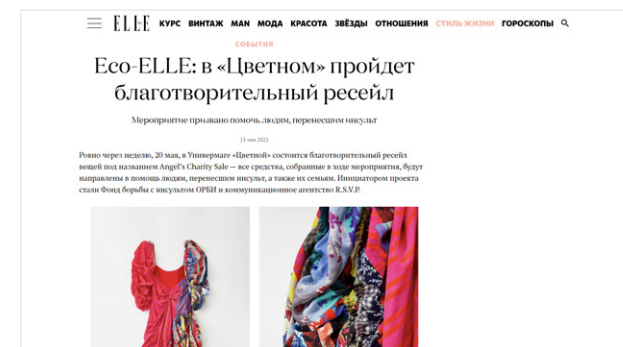 ELLE КУРС ВИНТАЖ MAN МОДА КРАСОТА ЗВЁЗДЫ ОТНОШЕНИЯ СТИЛЬ ЖИЗНИ ГОРОСКОПЫ
СОБЫТИЯ
Eco-ELLE: в «Цветном» пройдет
благотворительный ресейл
Мероприятие призвано помочь людям, перенесшим инсульт
13 мая 2021
Ровно через неделю, 20 мая, в Универмаге «Цветной» состоится благотворительный ресейл
вещей под названием Angel's Charity Sale — все средства, собранные в ходе мероприятия, будут
направлены в помощь людям, перенесшим инсульт, а также их семьям. Инициатором проекта
стали Фонд борьбы с инсультом ОРБИ и коммуникационное агентство R.S.V.P.